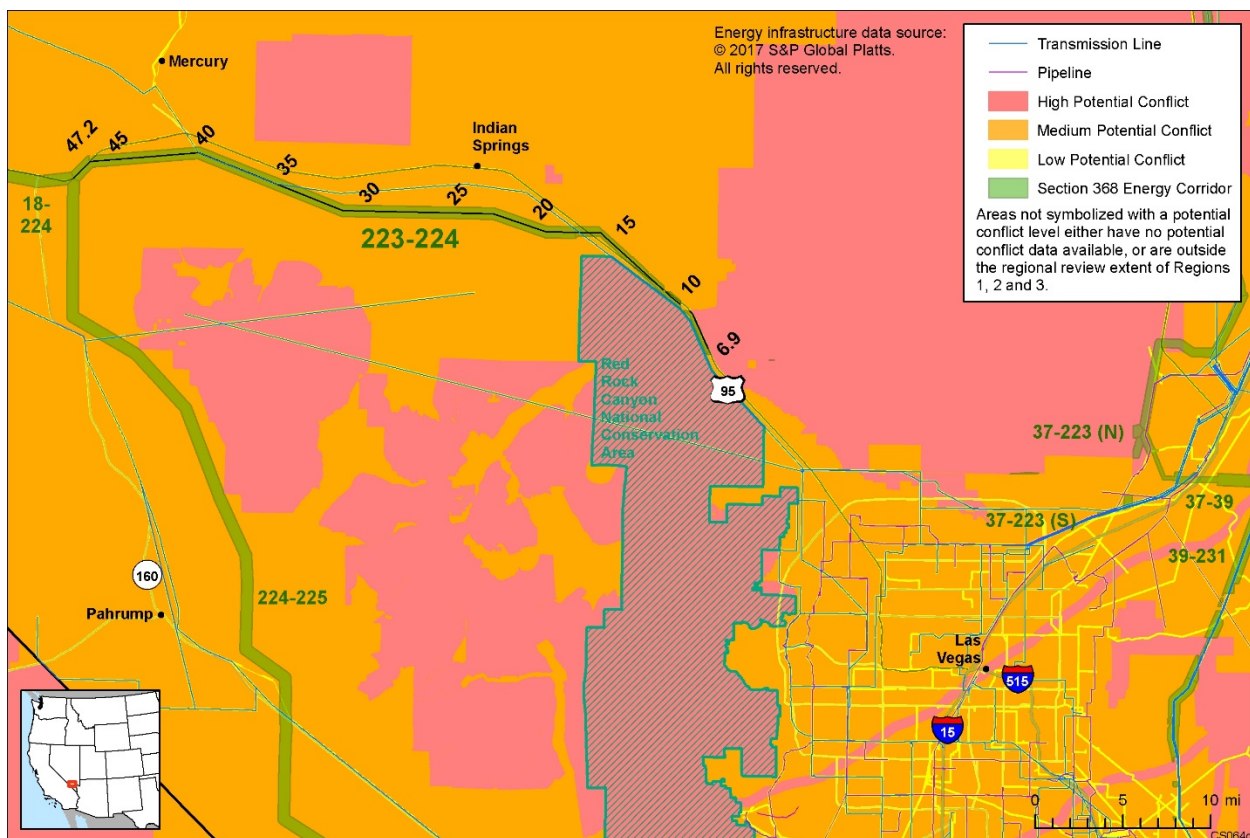 Energy infrastructure data source:
© 2017 S&P Global Platts.
All rights reserved.
Transmission Line
Pipeline
High Potential Conflict
Medium Potential Conflict
Low Potential Conflict
Section 368 Energy Corridor
Areas not symbolized with a potential
conflict level either have no potential
conflict data available, or are outside
the regional review extent of Regions
1, 2 and 3.
Mercury
Indian
Springs
47.2
45
40
35
30
25
20
15
10
6.9
18-
224
223-224
95
Red
Rock
Canyon
National
Conservation
Area
37-223 (N)
37-39
37-223 (S)
39-231
160
224-225
Pahrump
Las
Vegas
515
15
0 5 10 mi